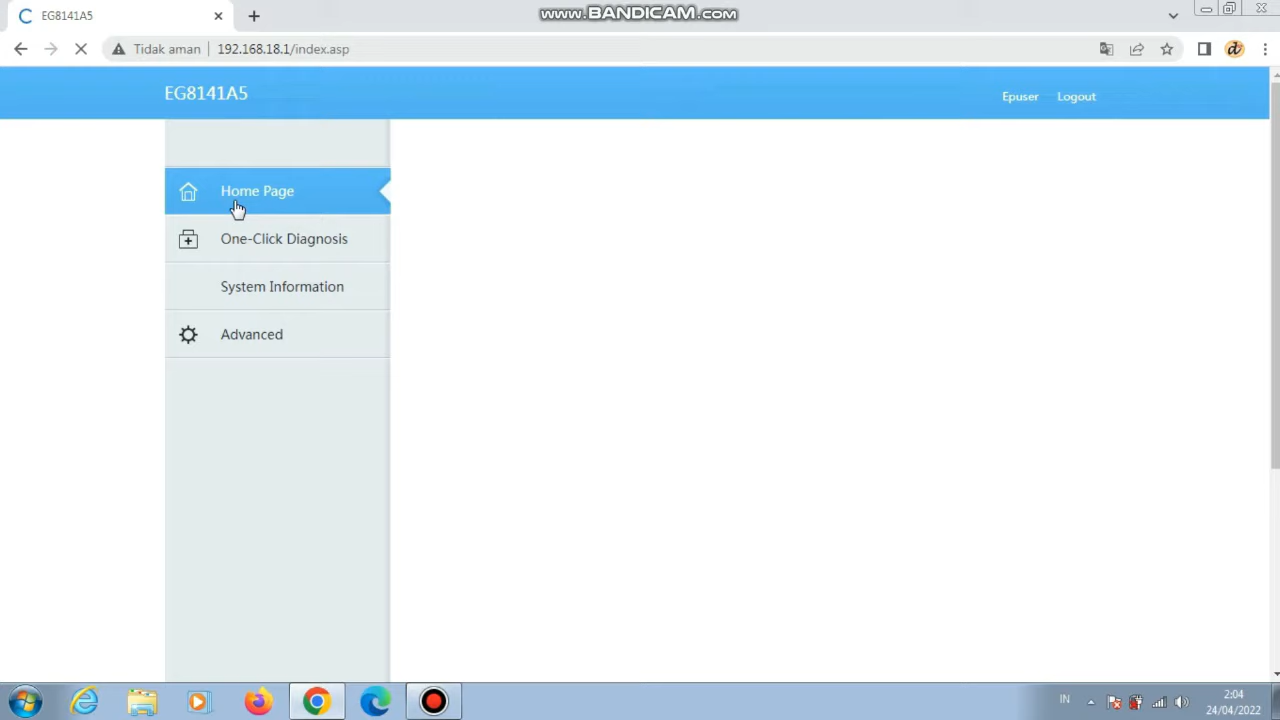 www.BANDICAM.com
EG8141A5
Tidak aman
192.168.18.1/index.asp
EG8141A5
Epuser
Logout
Home Page
One-Click Diagnosis
System Information
Advanced
IN
2:04
24/04/2022